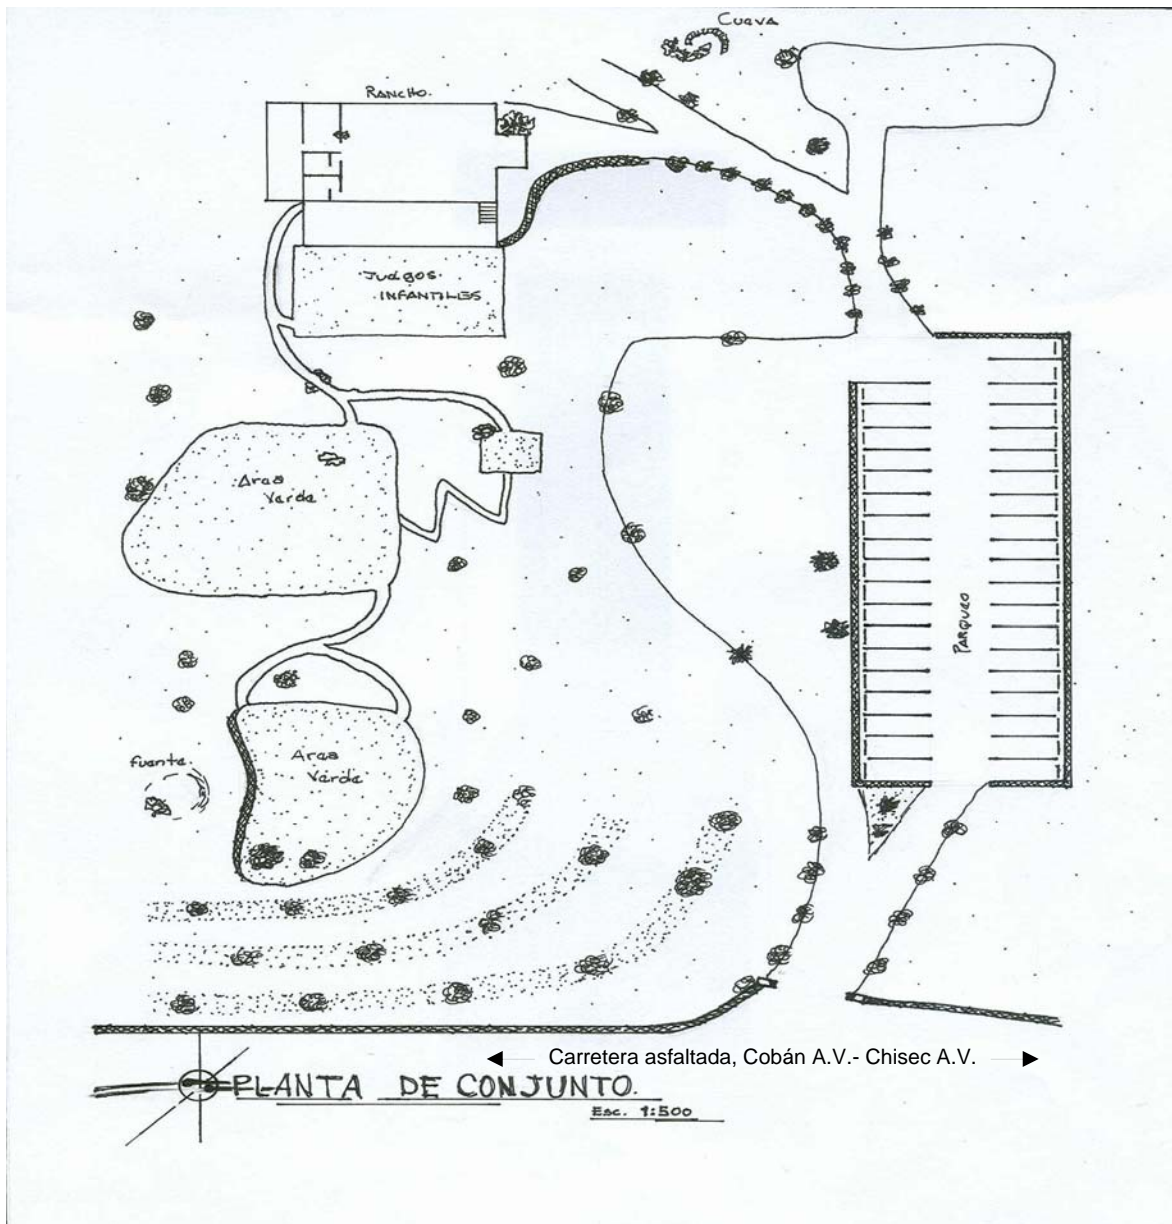 CUEVA
RANCHO.
JUEGOS.
INFANTILES
Area
Verde
PARQUEO
Area
Verde
fuente.
Carretera asfaltada, Cobán A.V.- Chisec A.V.
PLANTA DE CONJUNTO.
Esc. 1:500